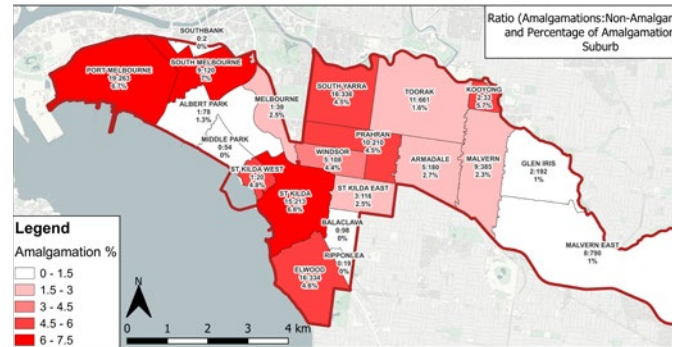 Ratio (Amalgamations:Non-Amalgam
and Percentage of Amalgamatio
Suburb
SOUTHBANK
0:2
0%
PORT MELBOURNE
19:263
6.7%
SOUTH MELBOURNE
9:120
7%
ALBERT PARK
1:78
1.3%
MELBOURNE
1:39
2.5%
MIDDLE PARK
0:54
0%
SOUTH YARRA
16:336
4.5%
TOORAK
11:661
1.6%
KOOYONG
2:33
5.7%
PRAHRAN
10:210
4.5%
WINDSOR
5:108
4.4%
ARMADALE
5:180
2.7%
MALVERN
9:385
2.3%
GLEN IRIS
2:192
1%
ST KILDA WEST
1:20
4.8%
ST KILDA
15:213
6.6%
ST KILDA EAST
3:116
2.5%
BALACLAVA
0:98
0%
RIPPONLEA
0:19
0%
ELWOOD
16:334
4.6%
MALVERN EAST
8:790
1%
Legend
Amalgamation %
0 - 1.5
1.5 - 3
3 - 4.5
4.5 - 6
6 - 7.5
N
0 1 2 3 4 km